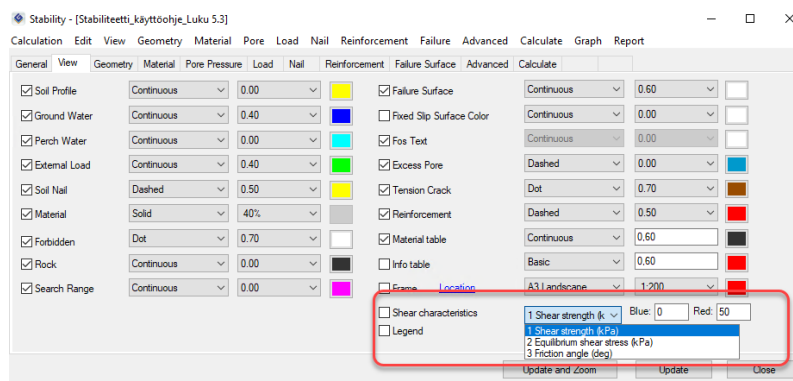 Stability - [Stabiliteetti_käyttöohje_Luku 5.3]
Calculation Edit View Geometry Material Pore Load Nail Reinforcement Failure Advanced Calculate Graph Report
General View Geometry Material Pore Pressure Load Nail Reinforcement Failure Surface Advanced Calculate
Soil Profile Continuous 0.00 Failure Surface Continuous 0.60
Ground Water Continuous 0.40 Fixed Slip Surface Color Continuous 0.00
Perch Water Continuous 0.00 Fos Text Continuous 0.00
External Load Continuous 0.40 Excess Pore Dashed 0.00
Soil Nail Dashed 0.50 Tension Crack Dot 0.70
Material Solid 40% Reinforcement Dashed 0.50
Forbidden Dot 0.70 Material table Continuous 0,60
Rock Continuous 0.00 Info table Basic 0,60
Search Range Continuous 0.00 Frame Location A3 Landscape 1:200
Shear characteristics 1 Shear strength (k Blue: 0 Red: 50
Legend 1 Shear strength (kPa)
2 Equilibrium shear stress (kPa)
3 Friction angle (deg)
Update and Zoom Update Close